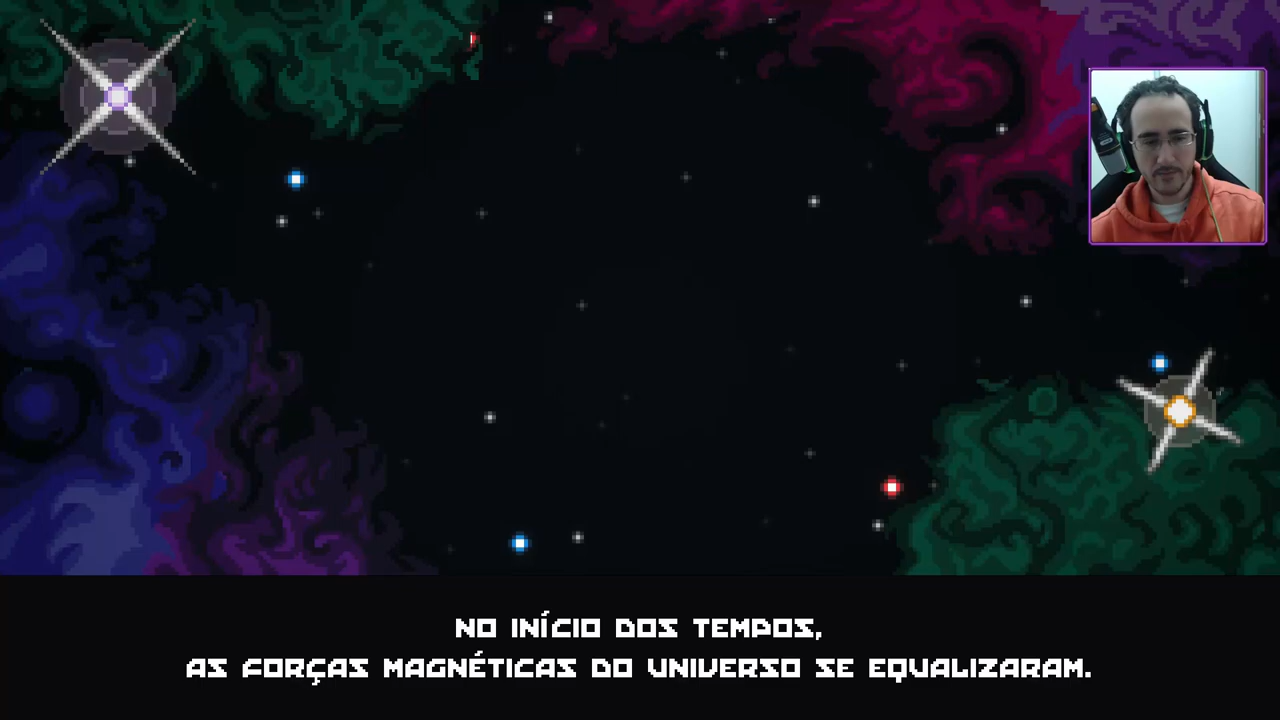 NO INÍCIO DOS TEMPOS,
AS FORÇAS MAGNÉTICAS DO UNIVERSO SE EQUALIZARAM.